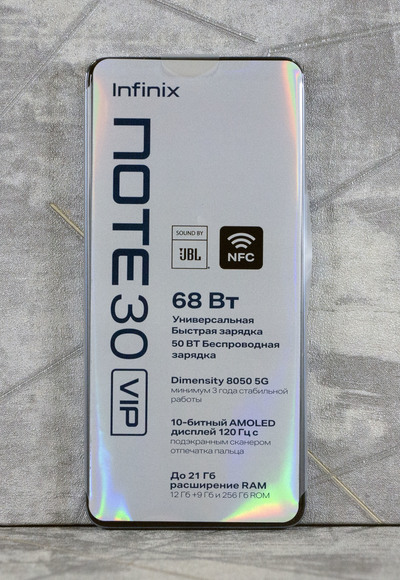 Infinix
NOTE 30 VIP
SOUND BY
JBL
NFC
68 Вт
Универсальная
Быстрая зарядка
50 ВТ Беспроводная
зарядка
Dimensity 8050 5G
минимум 3 года стабильной
работы
10-битный AMOLED
дисплей 120 Гц с
подэкранным сканером
отпечатка пальца
До 21 Гб
расширение RAM
12 Гб +9 Гб и 256 Гб ROM